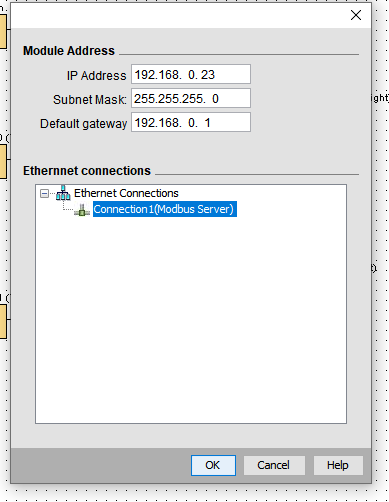 Module Address
IP Address 192.168. 0. 23
Subnet Mask: 255.255.255. 0
Default gateway 192.168. 0. 1
Ethernnet connections
Ethernet Connections
Connection1(Modbus Server)
OK Cancel Help